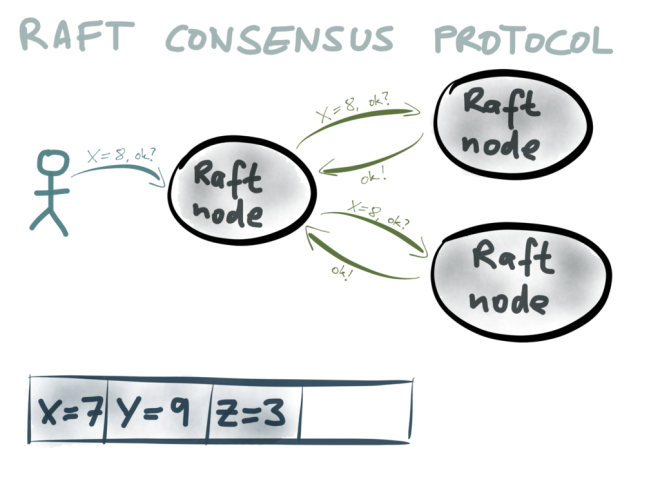 RAFT CONSENSUS PROTOCOL
X=8, ok?
Raft
node
X=8, ok?
ok!
Raft
node
X=8, ok?
ok!
Raft
node
X=7 Y=9 Z=3